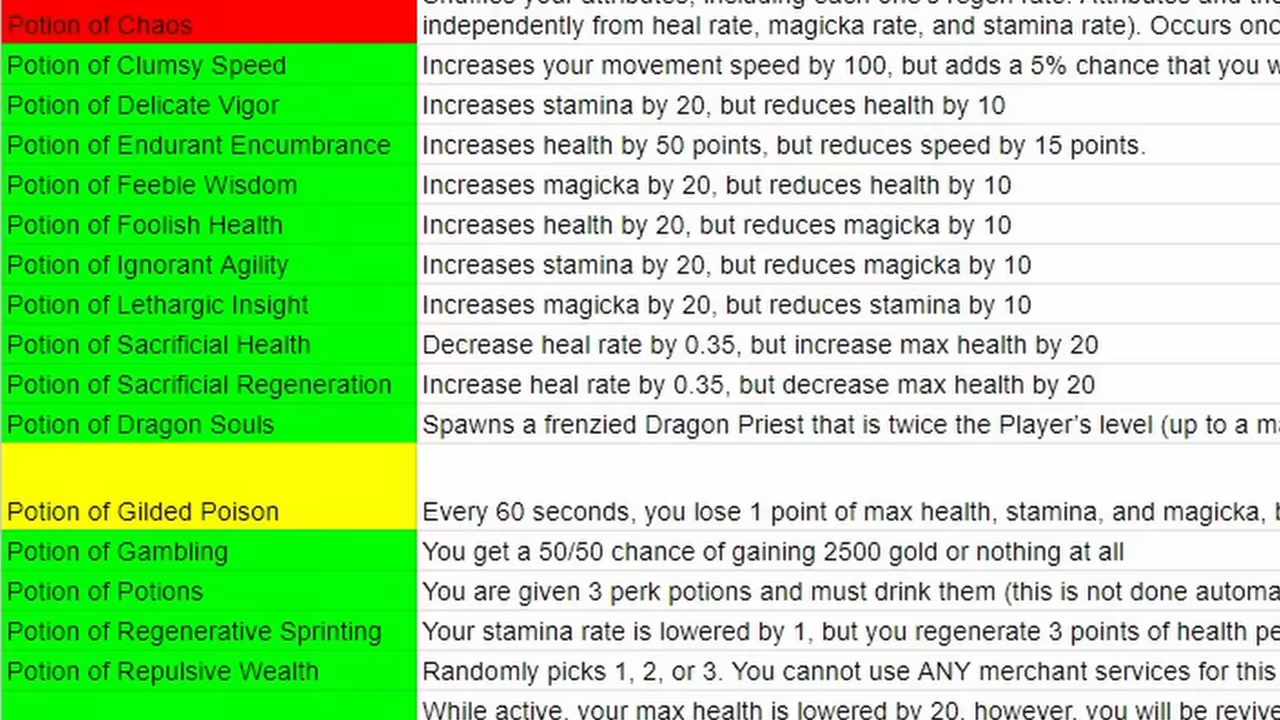 Potion of Chaos
independently from heal rate, magicka rate, and stamina rate). Occurs onc
Potion of Clumsy Speed Increases your movement speed by 100, but adds a 5% chance that you w
Potion of Delicate Vigor Increases stamina by 20, but reduces health by 10
Potion of Endurant Encumbrance Increases health by 50 points, but reduces speed by 15 points.
Potion of Feeble Wisdom Increases magicka by 20, but reduces health by 10
Potion of Foolish Health Increases health by 20, but reduces magicka by 10
Potion of Ignorant Agility Increases stamina by 20, but reduces magicka by 10
Potion of Lethargic Insight Increases magicka by 20, but reduces stamina by 10
Potion of Sacrificial Health Decrease heal rate by 0.35, but increase max health by 20
Potion of Sacrificial Regeneration Increase heal rate by 0.35, but decrease max health by 20
Potion of Dragon Souls Spawns a frenzied Dragon Priest that is twice the Player's level (up to a ma
Potion of Gilded Poison Every 60 seconds, you lose 1 point of max health, stamina, and magicka, b
Potion of Gambling You get a 50/50 chance of gaining 2500 gold or nothing at all
Potion of Potions You are given 3 perk potions and must drink them (this is not done automa
Potion of Regenerative Sprinting Your stamina rate is lowered by 1, but you regenerate 3 points of health pe
Potion of Repulsive Wealth Randomly picks 1, 2, or 3. You cannot use ANY merchant services for this
While active, your max health is lowered by 20, however, you will be revive